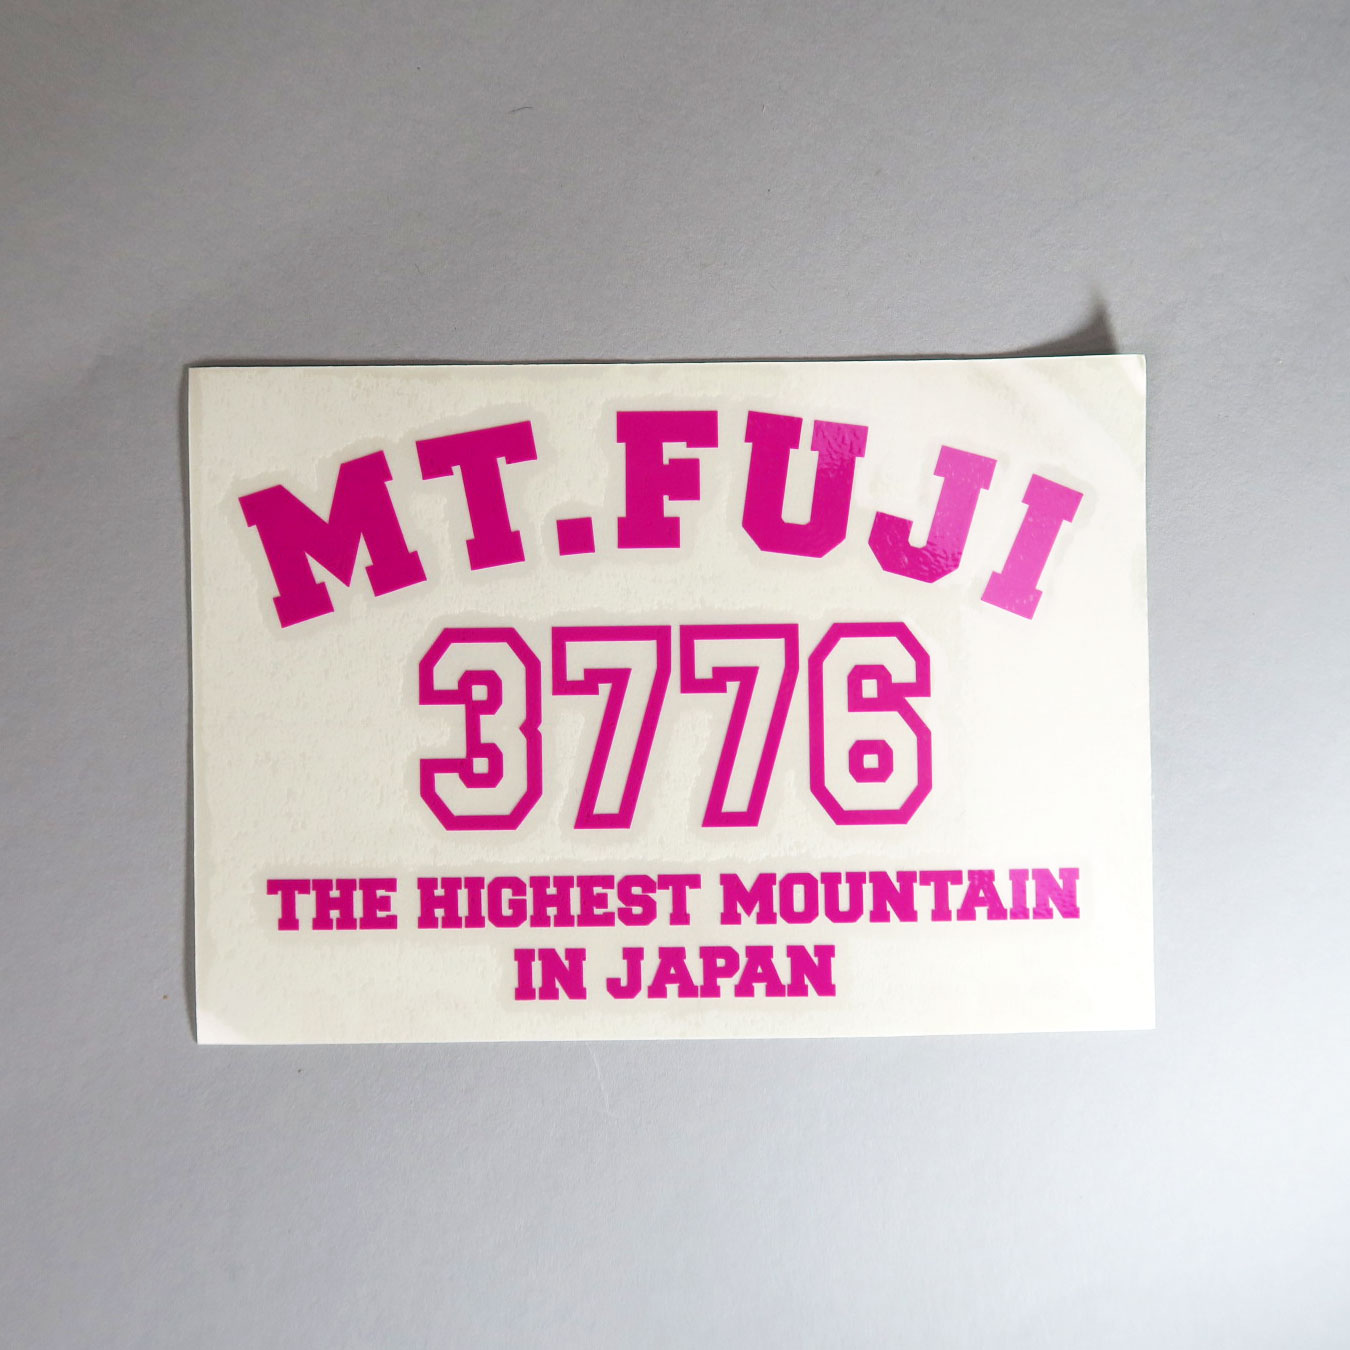 MT.FUJI
3776
THE HIGHEST MOUNTAIN
IN JAPAN